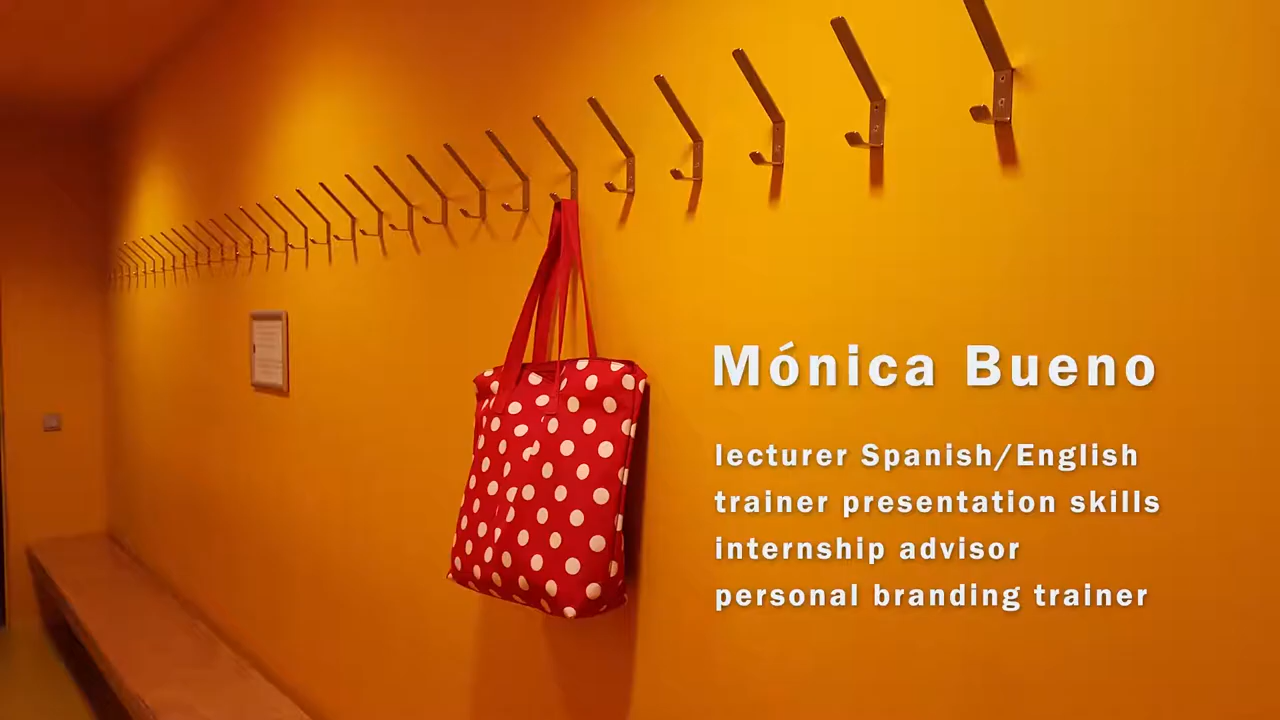 Mónica Bueno
lecturer Spanish/English
trainer presentation skills
internship advisor
personal branding trainer